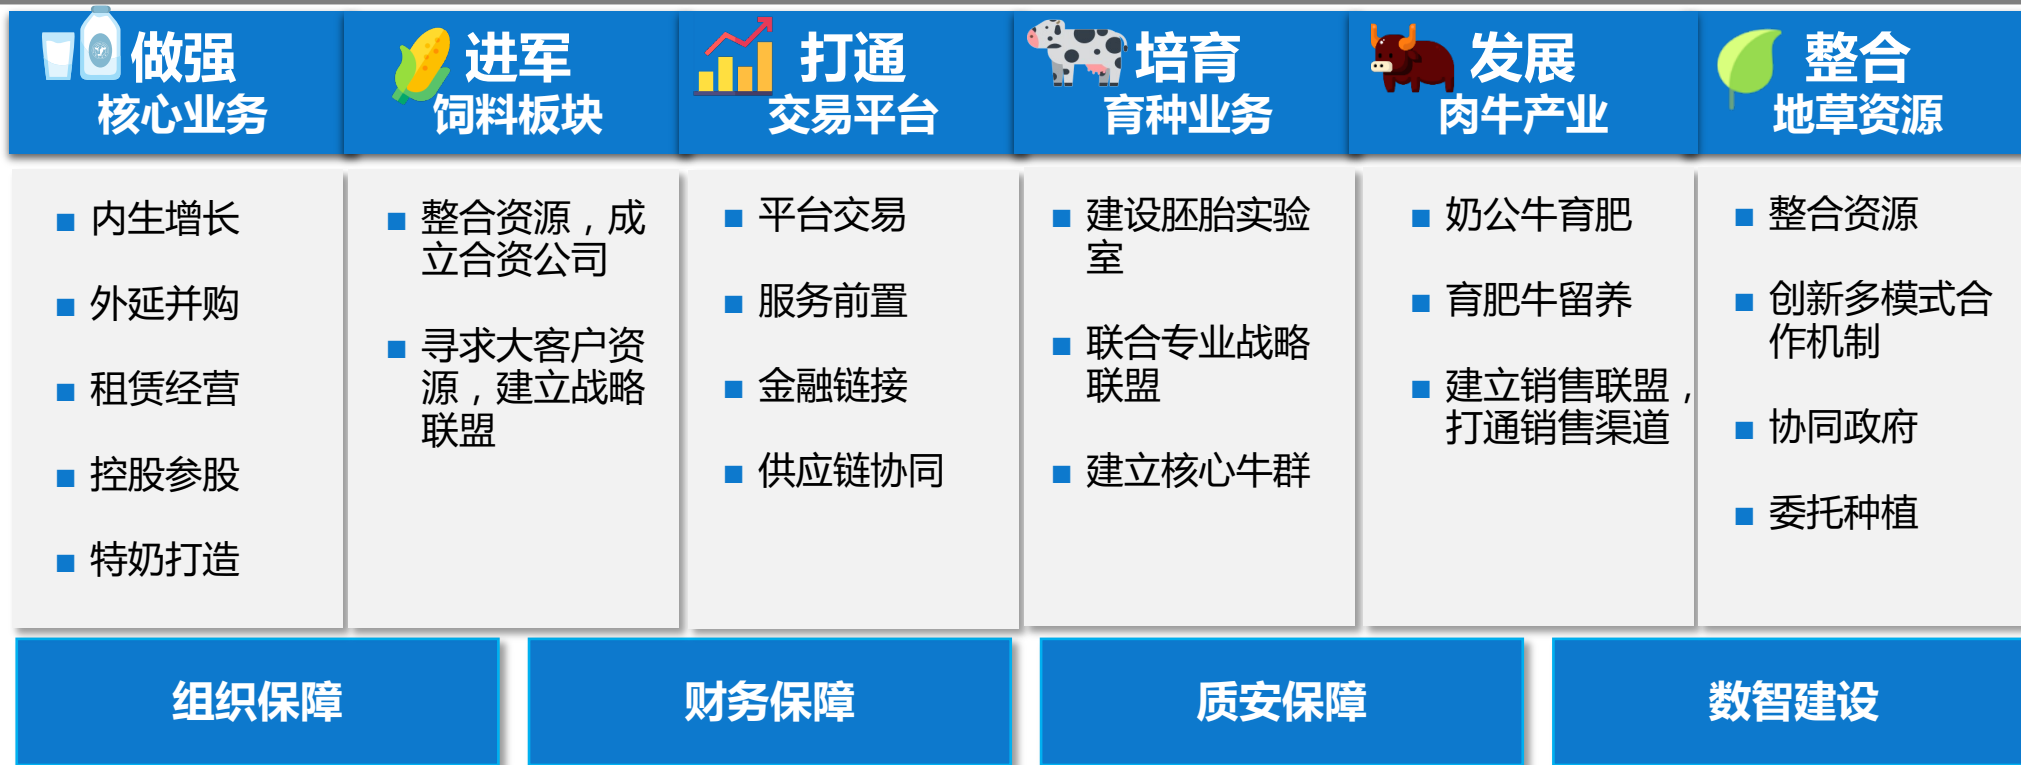 做强
核心业务
进军
饲料板块
打通
交易平台
培育
育种业务
发展
肉牛产业
整合
地草资源
内生增长
外延并购
租赁经营
控股参股
特奶打造
整合资源，成
立合资公司
寻求大客户资
源，建立战略
联盟
平台交易
服务前置
金融链接
供应链协同
建设胚胎实验
室
联合专业战略
联盟
建立核心牛群
奶公牛育肥
育肥牛留养
建立销售联盟，
打通销售渠道
整合资源
创新多模式合
作机制
协同政府
委托种植
组织保障
财务保障
质安保障
数智建设